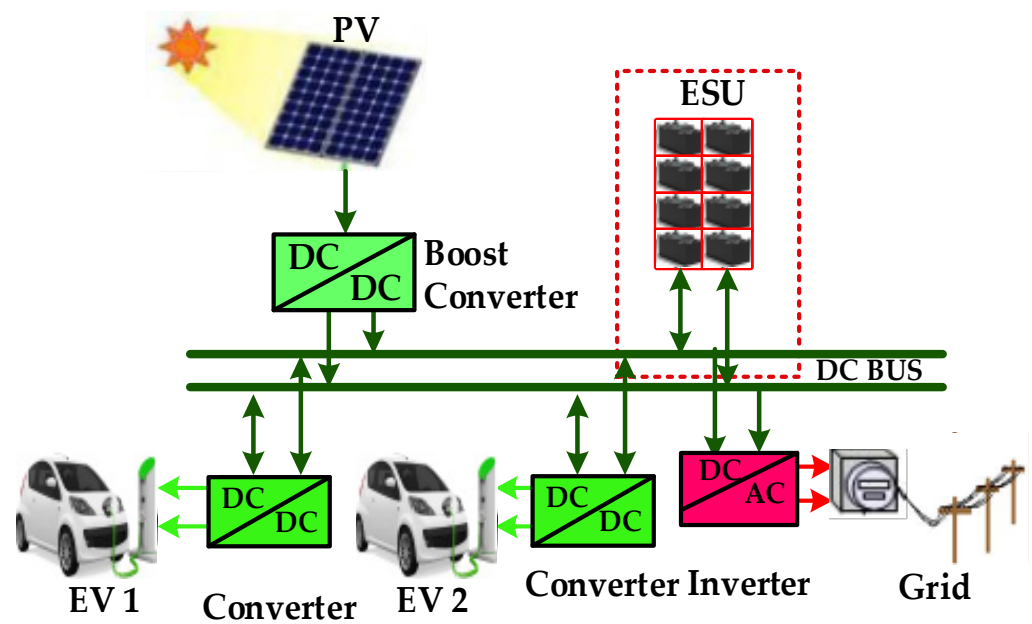 PV
ESU
DC
DC
Boost
Converter
DC BUS
DC
DC
DC
DC
DC
AC
EV 1
Converter
EV 2
Converter
Inverter
Grid